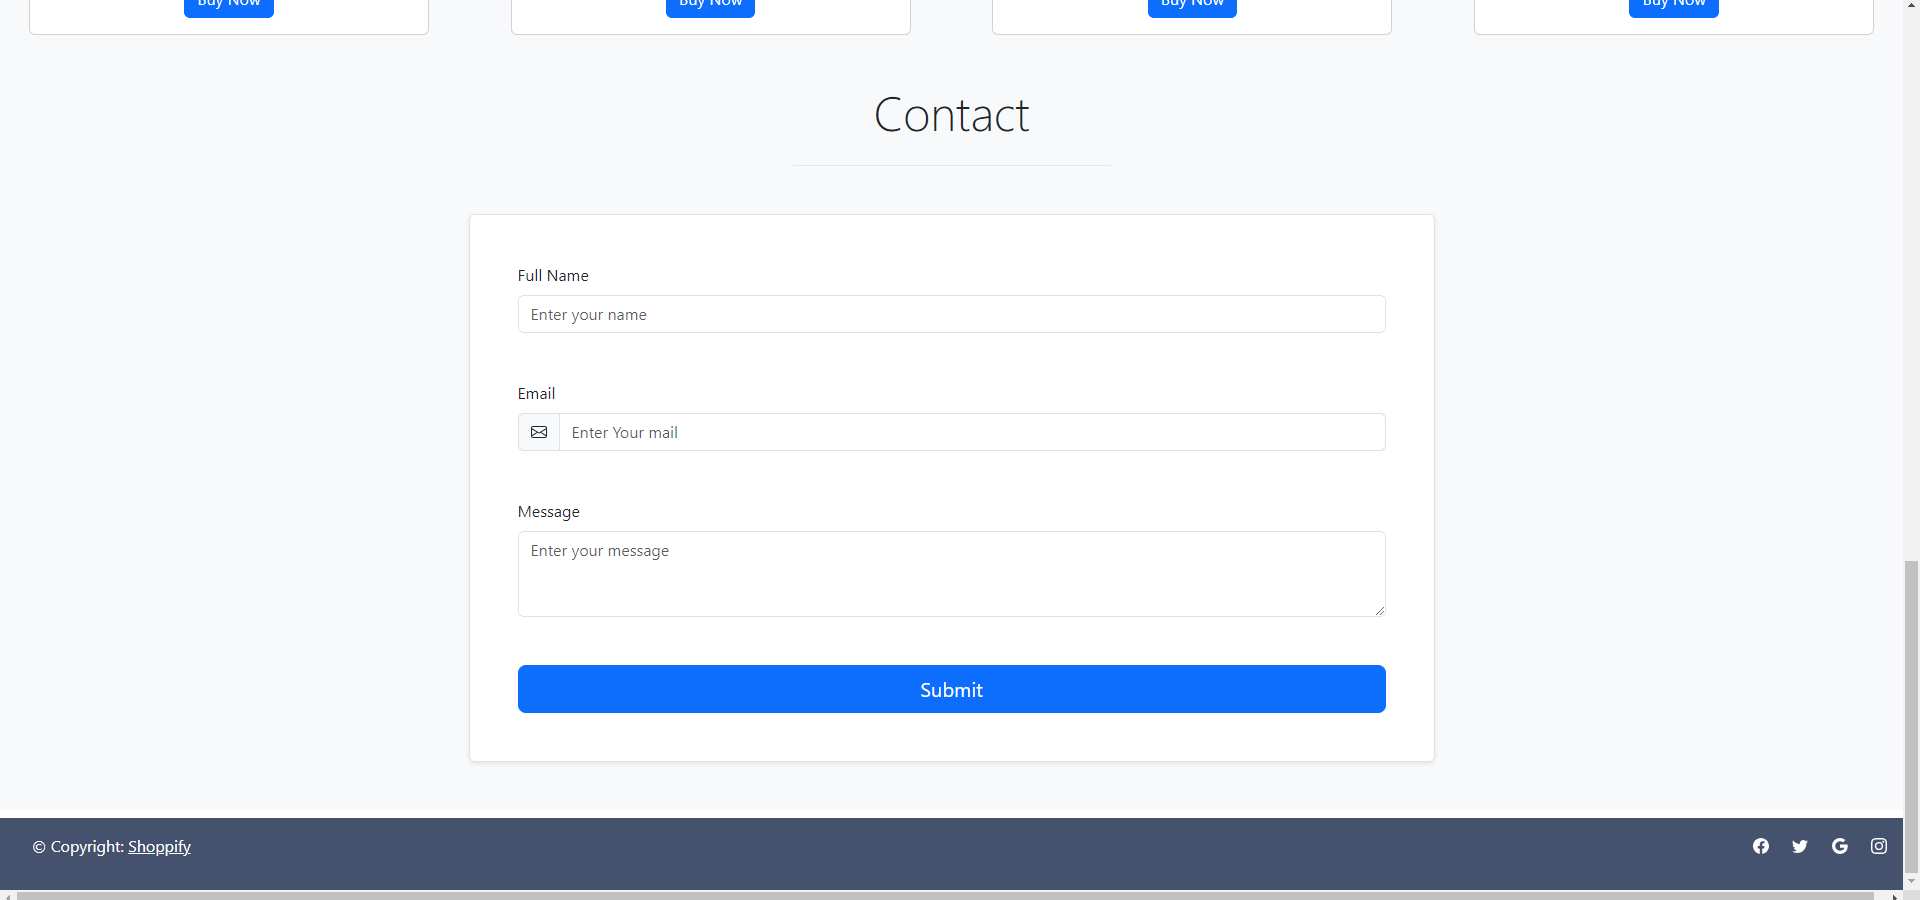 Buy Now Buy Now Buy Now Buy Now
Contact
Full Name
Enter your name
Email
Enter Your mail
Message
Enter your message
Submit
© Copyright: Shoppify